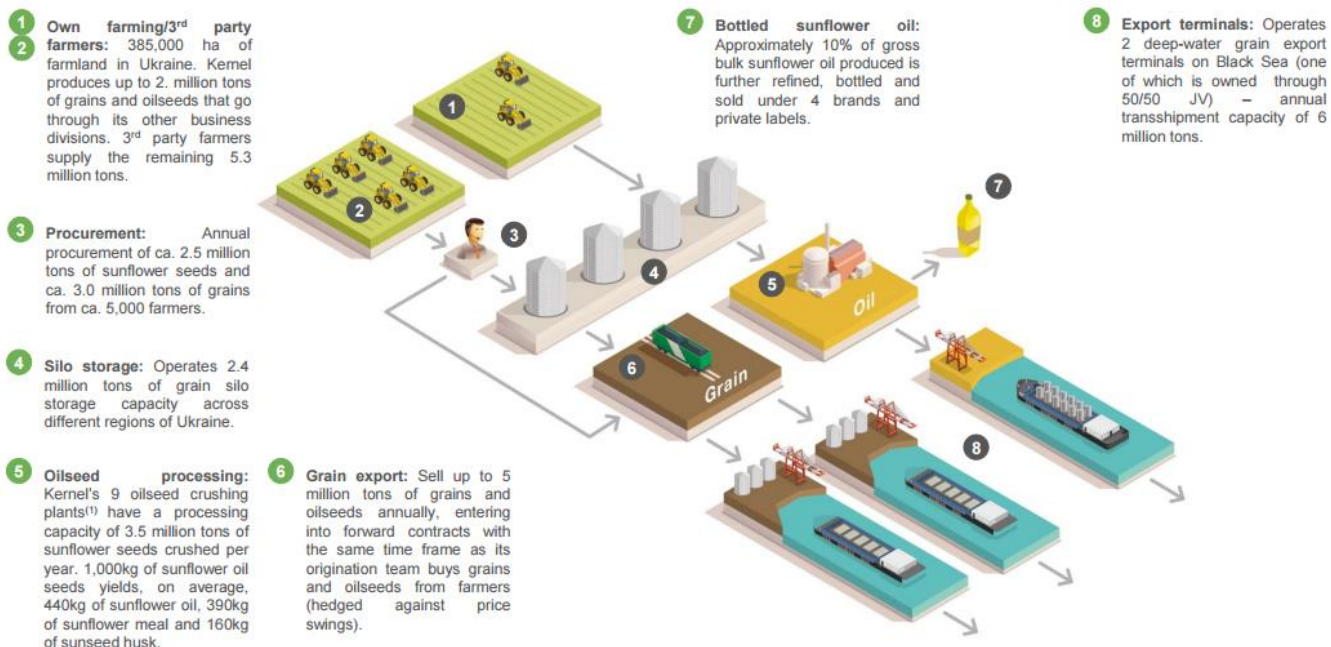 1
2
Own farming/3rd party
farmers: 385,000 ha of
farmland in Ukraine. Kernel
produces up to 2. million tons
of grains and oilseeds that go
through its other business
divisions. 3rd party farmers
supply the remaining 5.3
million tons.
3
Procurement: Annual
procurement of ca. 2.5 million
tons of sunflower seeds and
ca. 3.0 million tons of grains
from ca. 5,000 farmers.
4
Silo storage: Operates 2.4
million tons of grain silo
storage capacity across
different regions of Ukraine.
5
Oilseed processing:
Kernel's 9 oilseed crushing
plants(1) have a processing
capacity of 3.5 million tons of
sunflower seeds crushed per
year. 1,000kg of sunflower oil
seeds yields, on average,
440kg of sunflower oil, 390kg
of sunflower meal and 160kg
of sunseed husk.
6
Grain export: Sell up to 5
million tons of grains and
oilseeds annually, entering
into forward contracts with
the same time frame as its
origination team buys grains
and oilseeds from farmers
(hedged against price
swings).
7
Bottled sunflower oil:
Approximately 10% of gross
bulk sunflower oil produced is
further refined, bottled and
sold under 4 brands and
private labels.
8
Export terminals: Operates
2 deep-water grain export
terminals on Black Sea (one
of which is owned through
50/50 JV) – annual
transshipment capacity of 6
million tons.
1
2
3
4
5
Oil
6
Grain
7
8